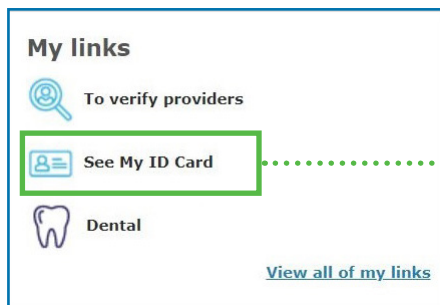 My links
To verify providers
See My ID Card
Dental
View all of my links